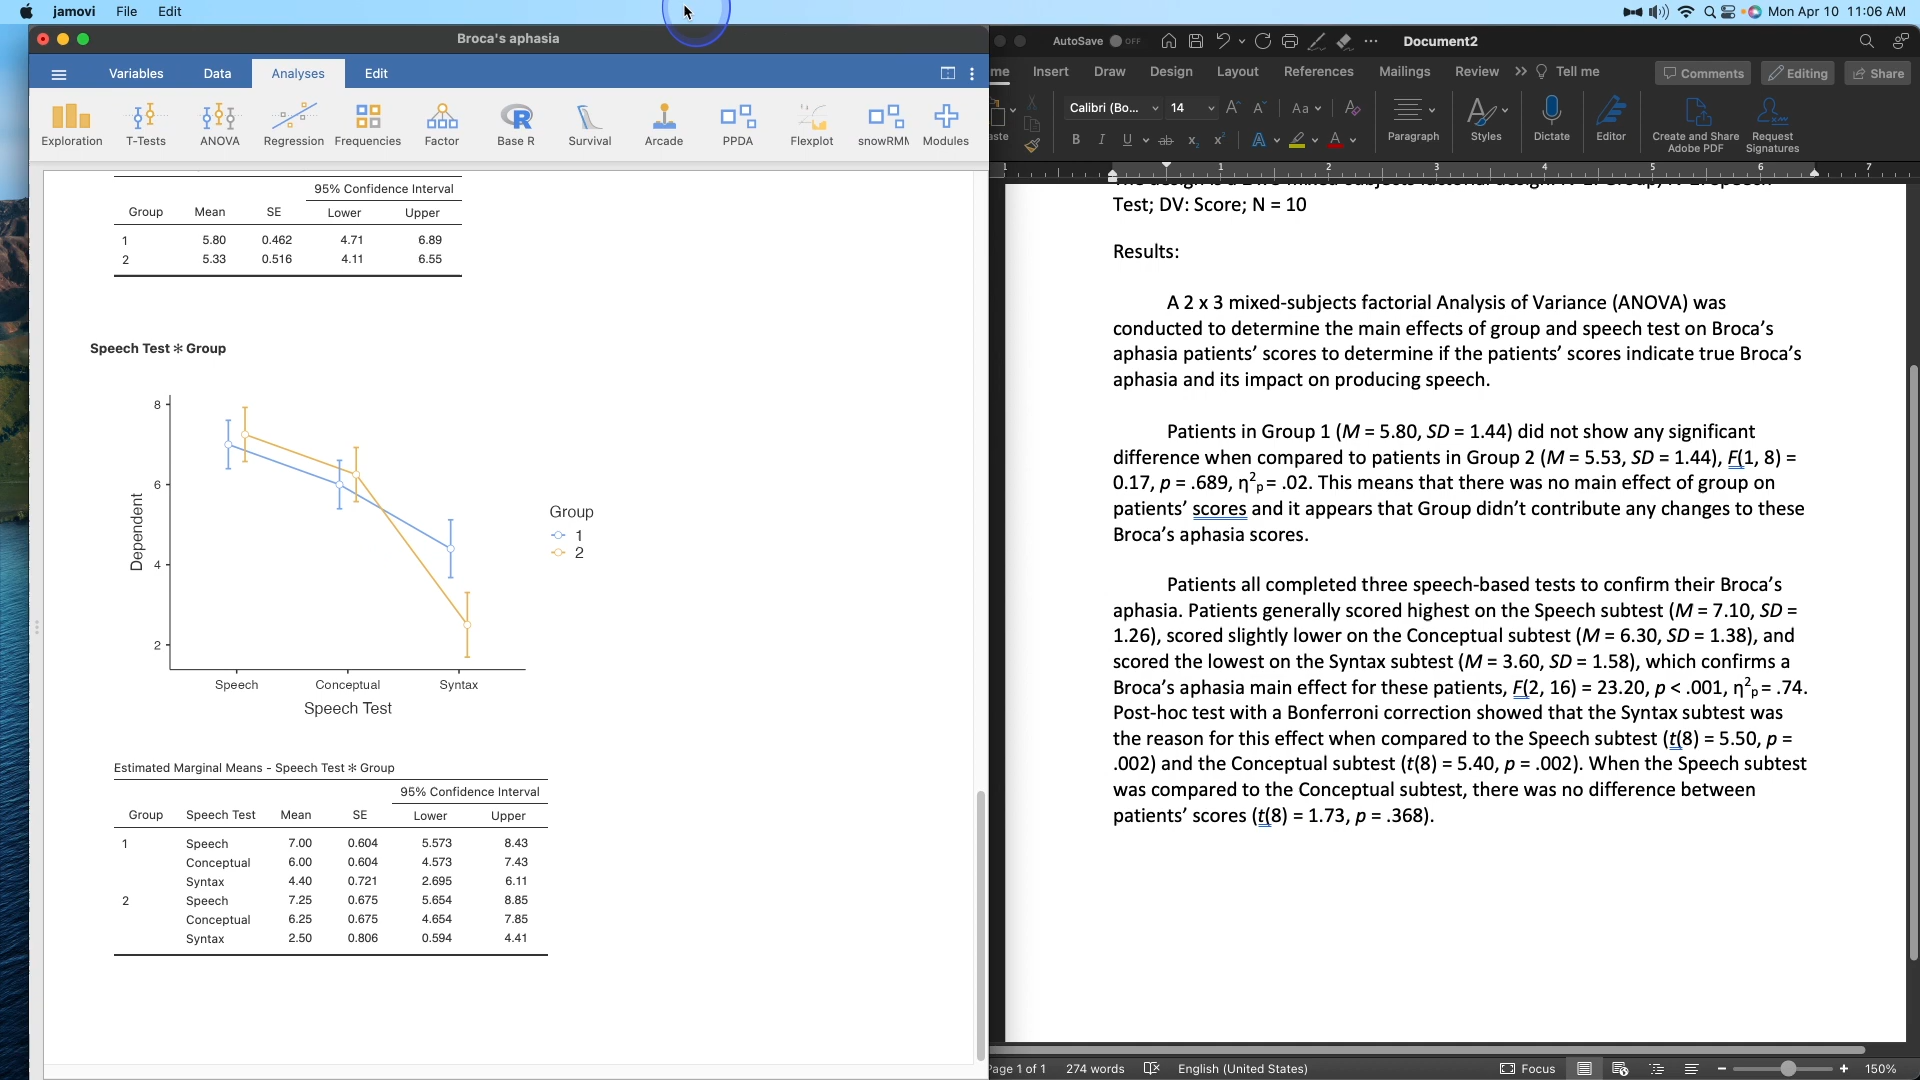 jamovi File Edit
Mon Apr 10 11:06 AM
Broca's aphasia
Variables Data Analyses Edit
Exploration T-Tests ANOVA Regression Frequencies Factor Base R Survival Arcade PPDA Flexplot snowRMM Modules
95% Confidence Interval
Group Mean SE Lower Upper
1 5.80 0.462 4.71 6.89
2 5.33 0.516 4.11 6.55
Speech Test ✻ Group
8
6
4
2
Dependent
Speech Conceptual Syntax
Speech Test
Group
1
2
Estimated Marginal Means - Speech Test ✻ Group
95% Confidence Interval
Group Speech Test Mean SE Lower Upper
1 Speech 7.00 0.604 5.573 8.43
Conceptual 6.00 0.604 4.573 7.43
Syntax 4.40 0.721 2.695 6.11
2 Speech 7.25 0.675 5.654 8.85
Conceptual 6.25 0.675 4.654 7.85
Syntax 2.50 0.806 0.594 4.41
AutoSave OFF Document2
me Insert Draw Design Layout References Mailings Review Tell me Comments Editing Share
Calibri (Bo... 14
aste Paragraph Styles Dictate Editor Create and Share Adobe PDF Request Signatures
1 1 2 3 4 5 6 7
Test; DV: Score; N = 10
Results:
A 2 x 3 mixed-subjects factorial Analysis of Variance (ANOVA) was
conducted to determine the main effects of group and speech test on Broca's
aphasia patients' scores to determine if the patients' scores indicate true Broca's
aphasia and its impact on producing speech.
Patients in Group 1 (M = 5.80, SD = 1.44) did not show any significant
difference when compared to patients in Group 2 (M = 5.53, SD = 1.44), F(1, 8) =
0.17, p = .689, η²ₚ= .02. This means that there was no main effect of group on
patients' scores and it appears that Group didn't contribute any changes to these
Broca's aphasia scores.
Patients all completed three speech-based tests to confirm their Broca's
aphasia. Patients generally scored highest on the Speech subtest (M = 7.10, SD =
1.26), scored slightly lower on the Conceptual subtest (M = 6.30, SD = 1.38), and
scored the lowest on the Syntax subtest (M = 3.60, SD = 1.58), which confirms a
Broca's aphasia main effect for these patients, F(2, 16) = 23.20, p < .001, η²ₚ= .74.
Post-hoc test with a Bonferroni correction showed that the Syntax subtest was
the reason for this effect when compared to the Speech subtest (t(8) = 5.50, p =
.002) and the Conceptual subtest (t(8) = 5.40, p = .002). When the Speech subtest
was compared to the Conceptual subtest, there was no difference between
patients' scores (t(8) = 1.73, p = .368).
Page 1 of 1 274 words English (United States) Focus 150%